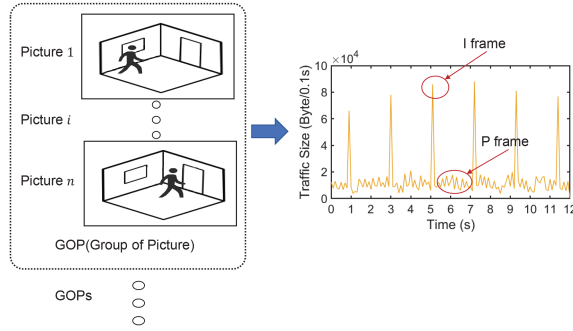 Picture 1
Picture i
Picture n
GOP(Group of Picture)
GOPs
I frame
×10⁴
P frame
Traffic Size (Byte/0.1s)
10
8
6
4
2
0
0 1 2 3 4 5 6 7 8 9 10 11 12
Time (s)